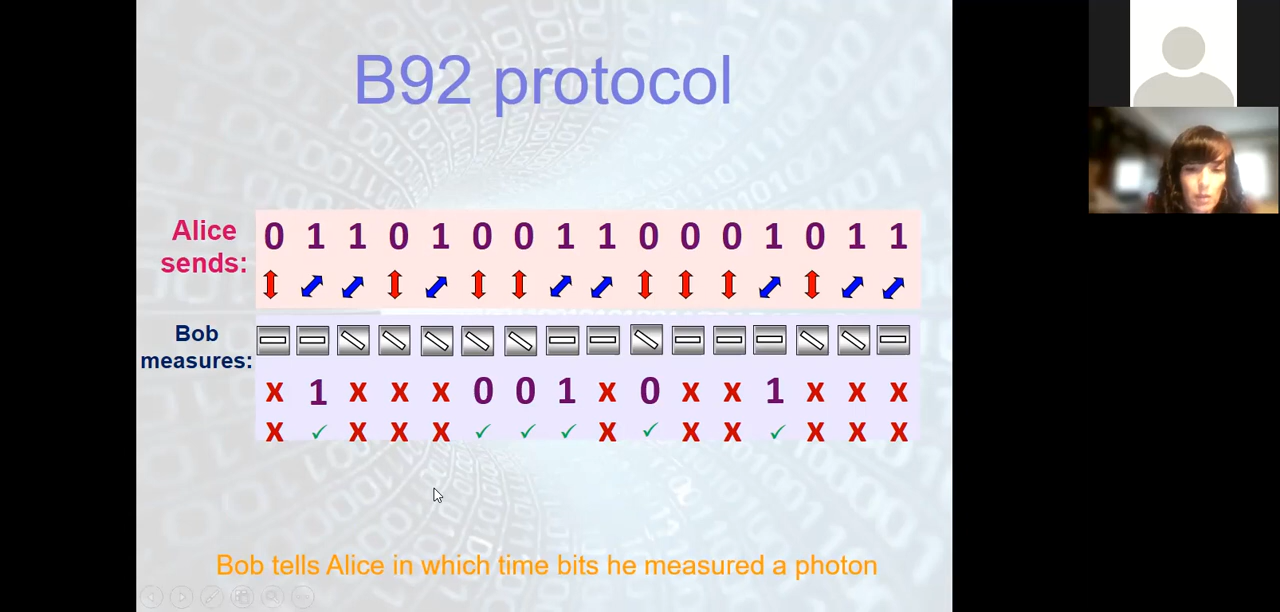 B92 protocol
Alice sends: 0 1 1 0 1 0 0 1 1 0 0 0 1 0 1 1
Bob measures:
x 1 x x x 0 0 1 x 0 x x 1 x x x
X ✓ X X X ✓ ✓ ✓ X ✓ X X ✓ X X X
Bob tells Alice in which time bits he measured a photon